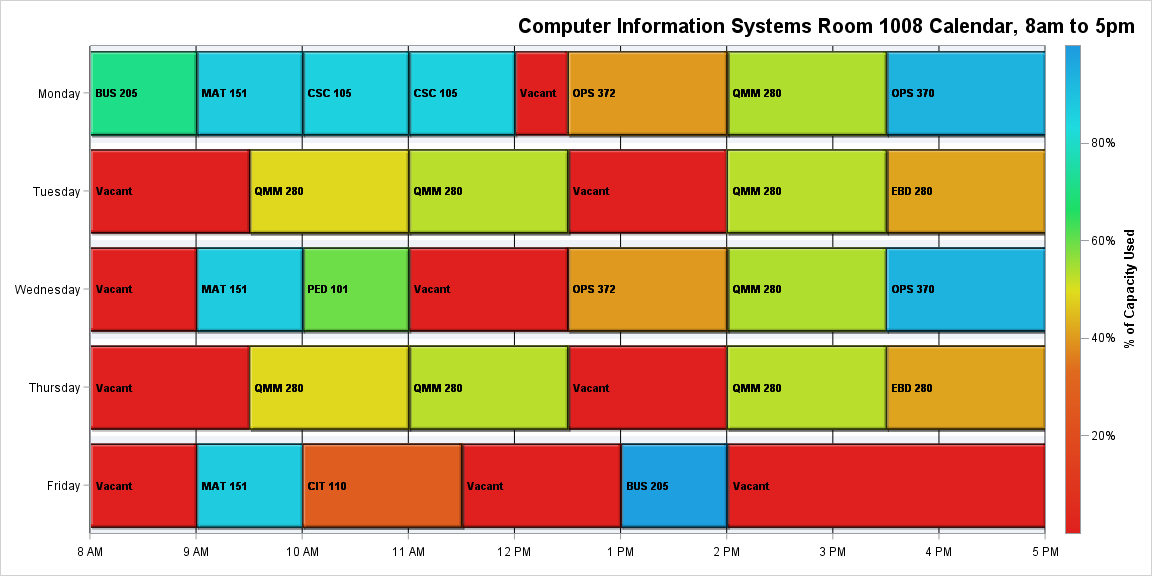 Computer Information Systems Room 1008 Calendar, 8am to 5pm
Monday BUS 205 MAT 151 CSC 105 CSC 105 Vacant OPS 372 QMM 280 OPS 370
80%
Tuesday Vacant QMM 280 QMM 280 Vacant QMM 280 EBD 280
60%
Wednesday Vacant MAT 151 PED 101 Vacant OPS 372 QMM 280 OPS 370
% of Capacity Used
40%
Thursday Vacant QMM 280 QMM 280 Vacant QMM 280 EBD 280
20%
Friday Vacant MAT 151 CIT 110 Vacant BUS 205 Vacant
8 AM 9 AM 10 AM 11 AM 12 PM 1 PM 2 PM 3 PM 4 PM 5 PM